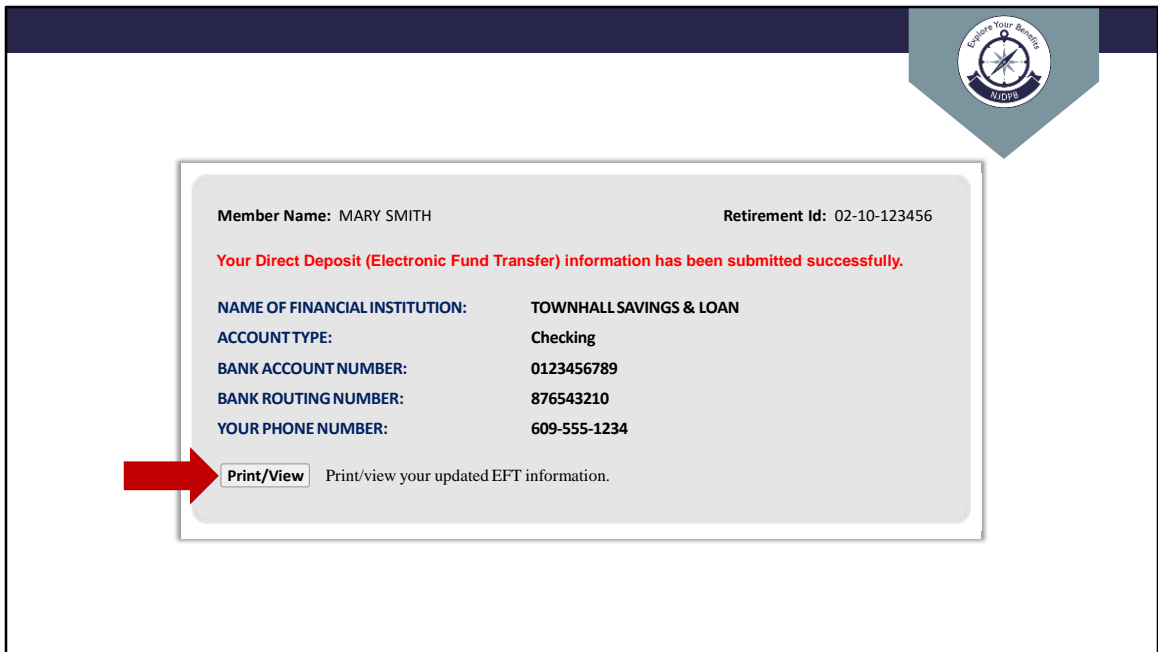 Explore Your Benefits
NJDPB
Member Name: MARY SMITH Retirement Id: 02-10-123456
Your Direct Deposit (Electronic Fund Transfer) information has been submitted successfully.
NAME OF FINANCIAL INSTITUTION: TOWNHALL SAVINGS & LOAN
ACCOUNT TYPE: Checking
BANK ACCOUNT NUMBER: 0123456789
BANK ROUTING NUMBER: 876543210
YOUR PHONE NUMBER: 609-555-1234
Print/View Print/view your updated EFT information.